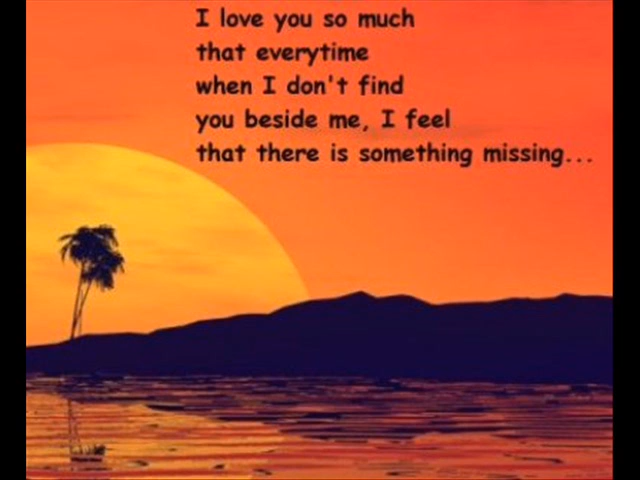 I love you so much
that everytime
when I don't find
you beside me, I feel
that there is something missing...